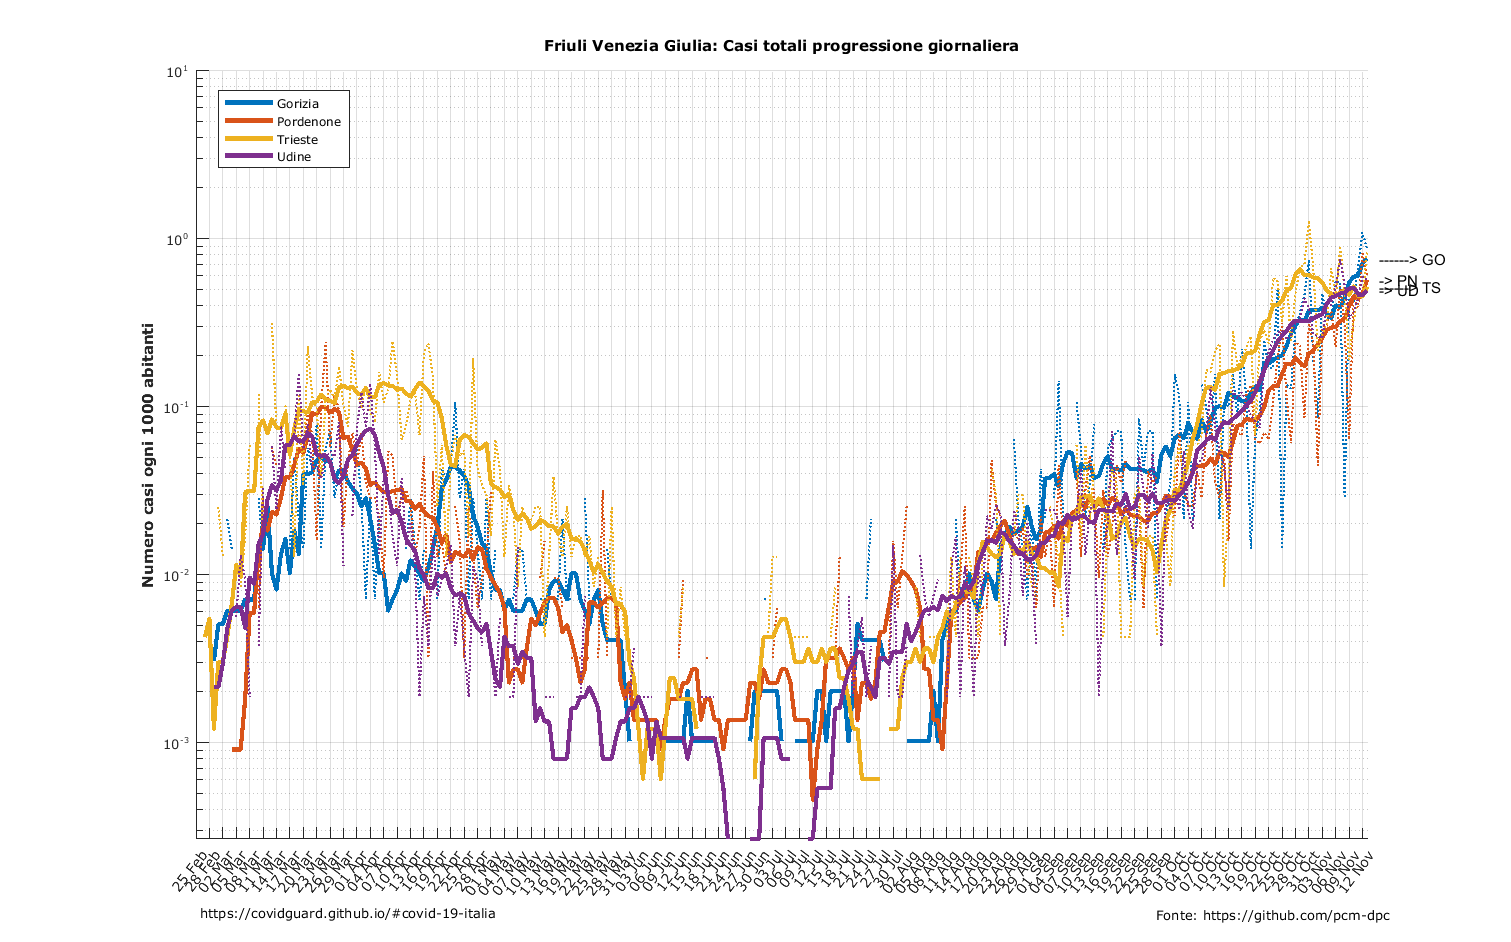 Friuli Venezia Giulia: Casi totali progressione giornaliera
10^1
10^0
10^-1
10^-2
10^-3
Numero casi ogni 1000 abitanti
Gorizia
Pordenone
Trieste
Udine
------> GO
-> PN
------> TS
-> UD
25 Feb
28 Feb
02 Mar
05 Mar
08 Mar
11 Mar
14 Mar
17 Mar
20 Mar
23 Mar
26 Mar
29 Mar
01 Apr
04 Apr
07 Apr
10 Apr
13 Apr
16 Apr
19 Apr
22 Apr
25 Apr
28 Apr
01 May
04 May
07 May
10 May
13 May
16 May
19 May
22 May
25 May
28 May
31 May
03 Jun
06 Jun
09 Jun
12 Jun
15 Jun
18 Jun
21 Jun
24 Jun
27 Jun
30 Jun
03 Jul
06 Jul
09 Jul
12 Jul
15 Jul
18 Jul
21 Jul
24 Jul
27 Jul
30 Jul
02 Aug
05 Aug
08 Aug
11 Aug
14 Aug
17 Aug
20 Aug
23 Aug
26 Aug
29 Aug
01 Sep
04 Sep
07 Sep
10 Sep
13 Sep
16 Sep
19 Sep
22 Sep
25 Sep
28 Sep
01 Oct
04 Oct
07 Oct
10 Oct
13 Oct
16 Oct
19 Oct
22 Oct
25 Oct
28 Oct
31 Oct
03 Nov
06 Nov
09 Nov
12 Nov
https://covidguard.github.io/#covid-19-italia
Fonte: https://github.com/pcm-dpc